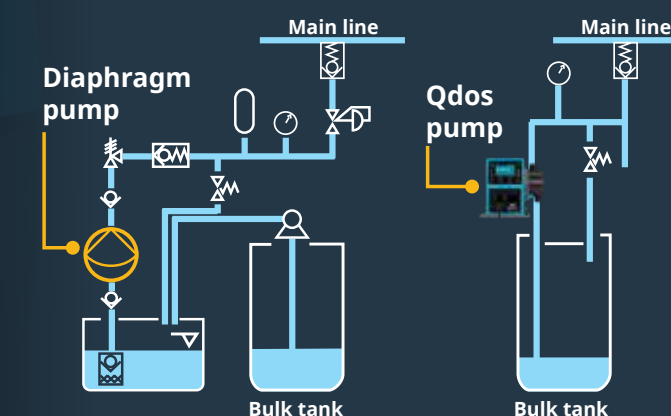 Main line
Diaphragm
pump
Bulk tank
Main line
Qdos
pump
Bulk tank